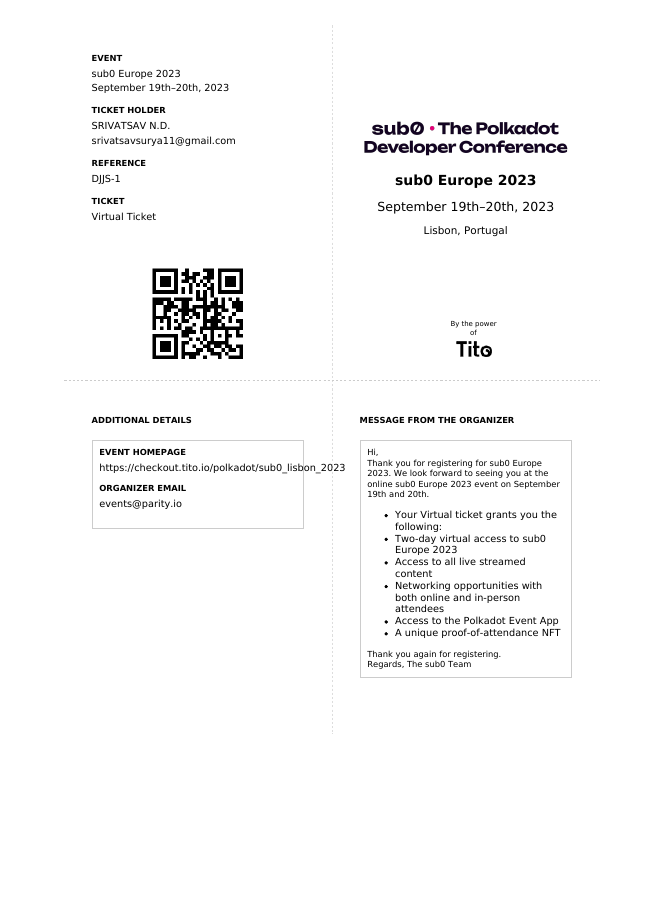 EVENT
sub0 Europe 2023
September 19th–20th, 2023
TICKET HOLDER
SRIVATSAV N.D.
srivatsavsurya11@gmail.com
REFERENCE
DJJS-1
TICKET
Virtual Ticket
subØ • The Polkadot
Developer Conference
sub0 Europe 2023
September 19th–20th, 2023
Lisbon, Portugal
By the power
of
Tito
ADDITIONAL DETAILS
EVENT HOMEPAGE
https://checkout.tito.io/polkadot/sub0_lisbon_2023
ORGANIZER EMAIL
events@parity.io
MESSAGE FROM THE ORGANIZER
Hi,
Thank you for registering for sub0 Europe
2023. We look forward to seeing you at the
online sub0 Europe 2023 event on September
19th and 20th.
• Your Virtual ticket grants you the
following:
• Two-day virtual access to sub0
Europe 2023
• Access to all live streamed
content
• Networking opportunities with
both online and in-person
attendees
• Access to the Polkadot Event App
• A unique proof-of-attendance NFT
Thank you again for registering.
Regards, The sub0 Team